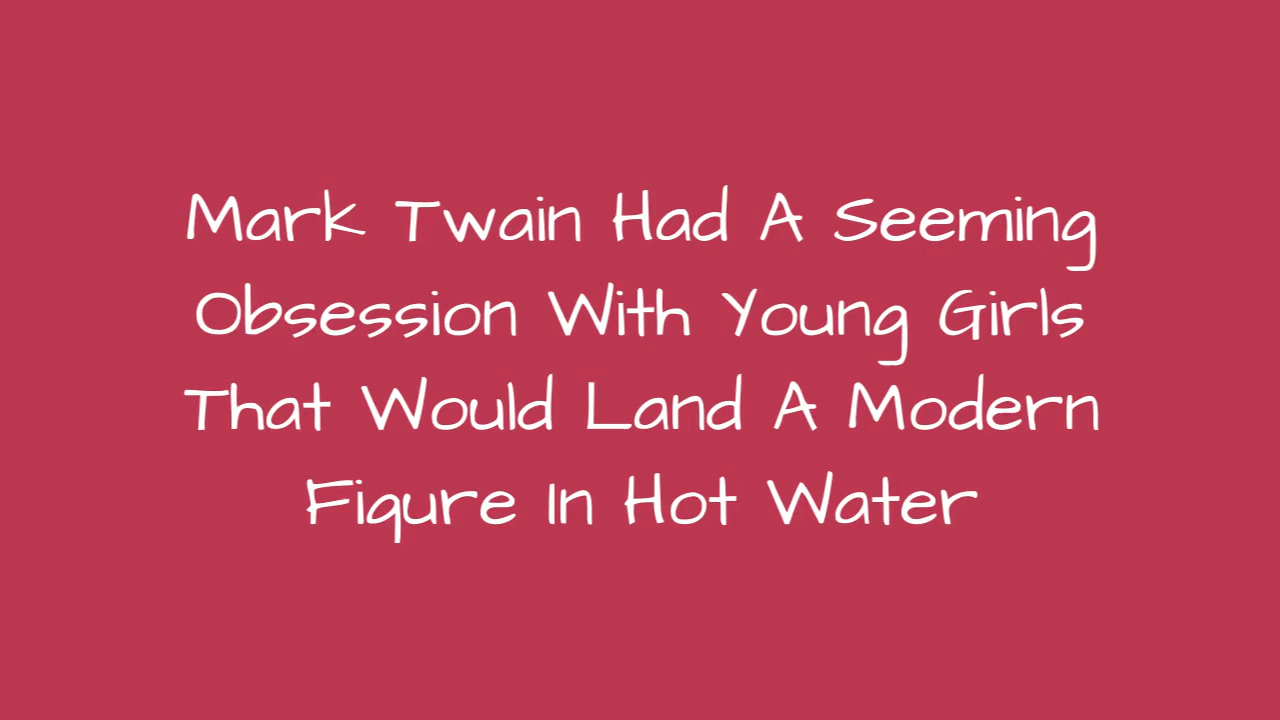 Mark Twain Had A Seeming
Obsession With Young Girls
That Would Land A Modern
Figure In Hot Water